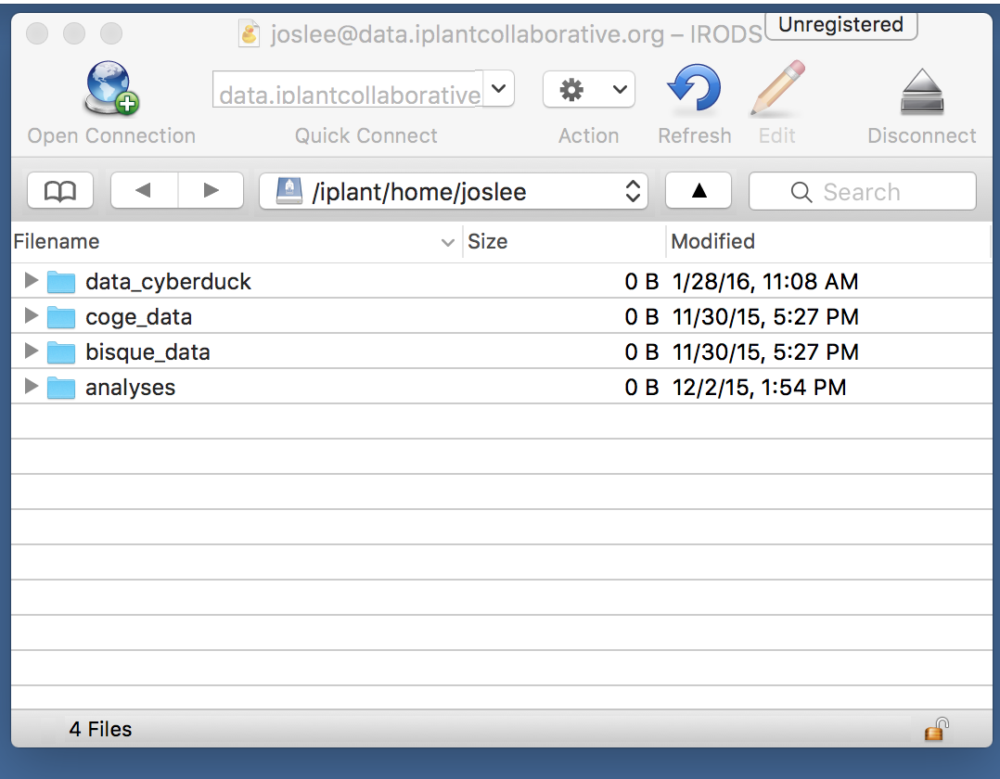 joslee@data.iplantcollaborative.org – IRODS
Unregistered
data.iplantcollaborative
Open Connection
Quick Connect
Action
Refresh
Edit
Disconnect
/iplant/home/joslee
Search
Filename Size Modified
data_cyberduck 0 B 1/28/16, 11:08 AM
coge_data 0 B 11/30/15, 5:27 PM
bisque_data 0 B 11/30/15, 5:27 PM
analyses 0 B 12/2/15, 1:54 PM
4 Files